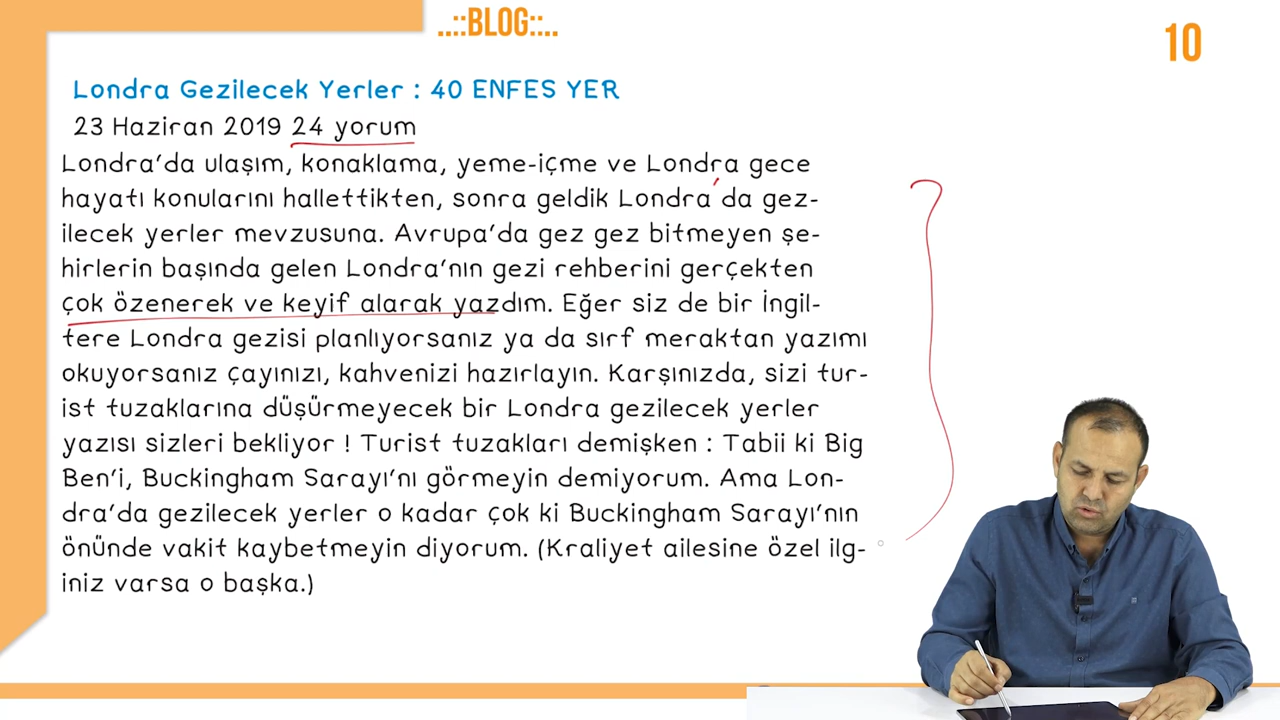 ..::BLOG::..
10
Londra Gezilecek Yerler : 40 ENFES YER
23 Haziran 2019 24 yorum
Londra'da ulaşım, konaklama, yeme-içme ve Londra gece
hayatı konularını hallettikten, sonra geldik Londra'da gez-
ilecek yerler mevzusuna. Avrupa'da gez gez bitmeyen şe-
hirlerin başında gelen Londra'nın gezi rehberini gerçekten
çok özenerek ve keyif alarak yazdım. Eğer siz de bir İngil-
tere Londra gezisi planlıyorsanız ya da sırf meraktan yazımı
okuyorsanız çayınızı, kahvenizi hazırlayın. Karşınızda, sizi tur-
ist tuzaklarına düşürmeyecek bir Londra gezilecek yerler
yazısı sizleri bekliyor ! Turist tuzakları demişken : Tabii ki Big
Ben'i, Buckingham Sarayı'nı görmeyin demiyorum. Ama Lon-
dra'da gezilecek yerler o kadar çok ki Buckingham Sarayı'nın
önünde vakit kaybetmeyin diyorum. (Kraliyet ailesine özel ilg-
iniz varsa o başka.)